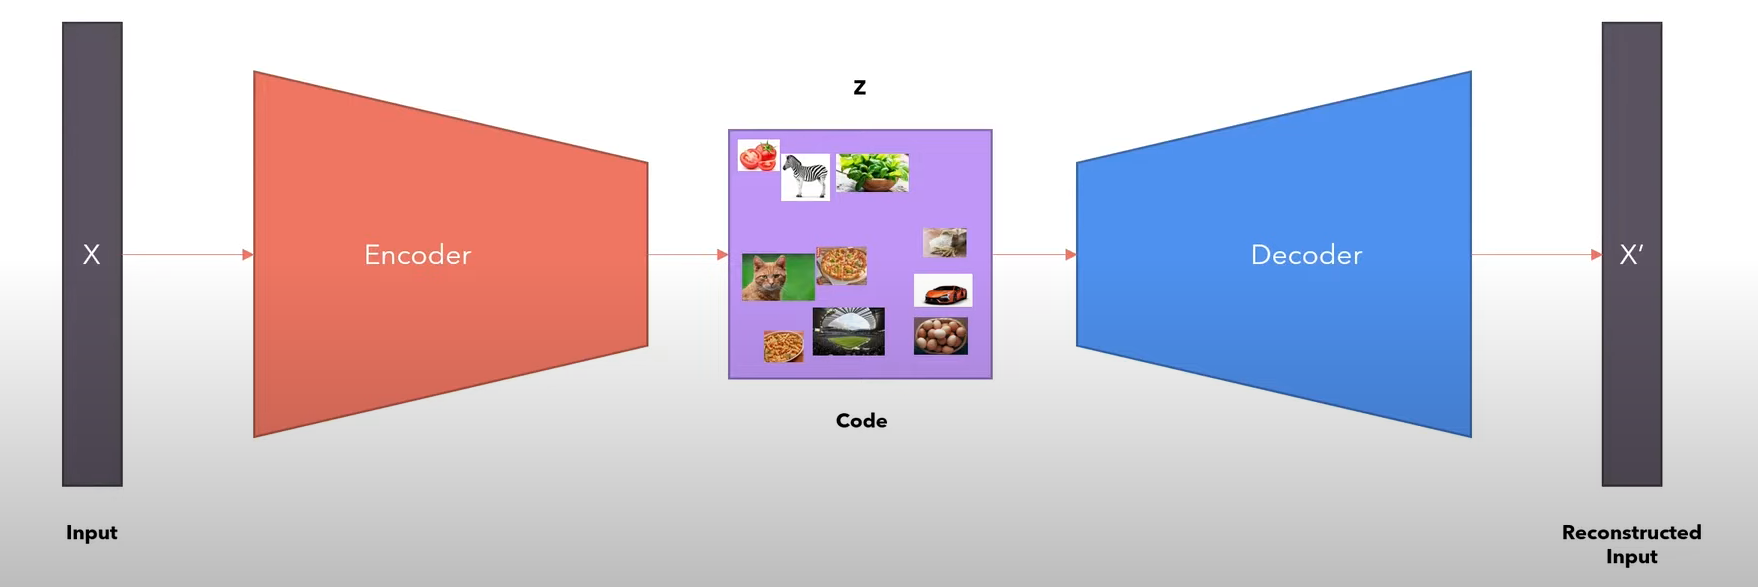 z
X
Encoder
Decoder
X′
Code
Input
Reconstructed
Input